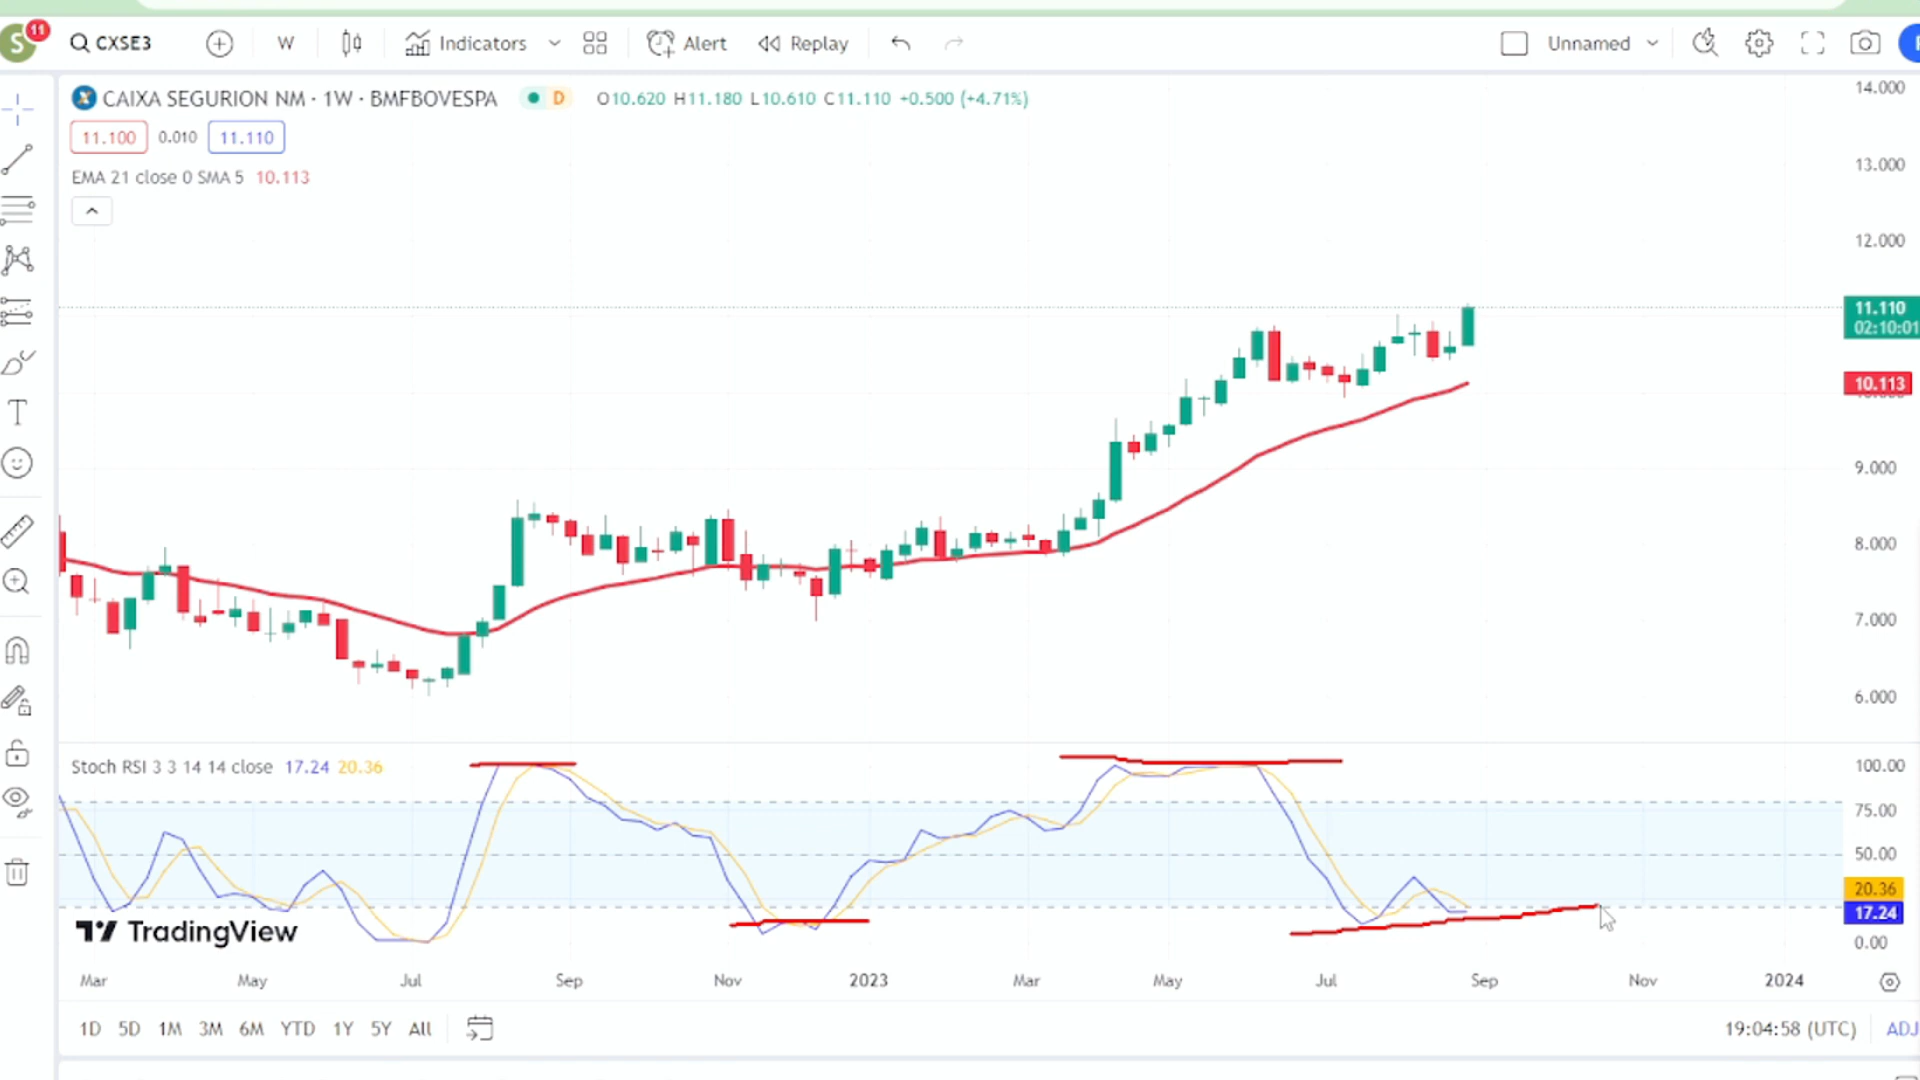 S 11 CXSE3 W Indicators Alert Replay Unnamed
CAIXA SEGURION NM · 1W · BMFBOVESPA D O10.620 H11.180 L10.610 C11.110 +0.500 (+4.71%)
11.100 0.010 11.110
EMA 21 close 0 SMA 5 10.113
14.000
13.000
12.000
11.110
02:10:01
10.113
9.000
8.000
7.000
6.000
Stoch RSI 3 3 14 14 close 17.24 20.36
100.00
75.00
50.00
20.36
17.24
0.00
TradingView
Mar May Jul Sep Nov 2023 Mar May Jul Sep Nov 2024
1D 5D 1M 3M 6M YTD 1Y 5Y All 19:04:58 (UTC) ADJ